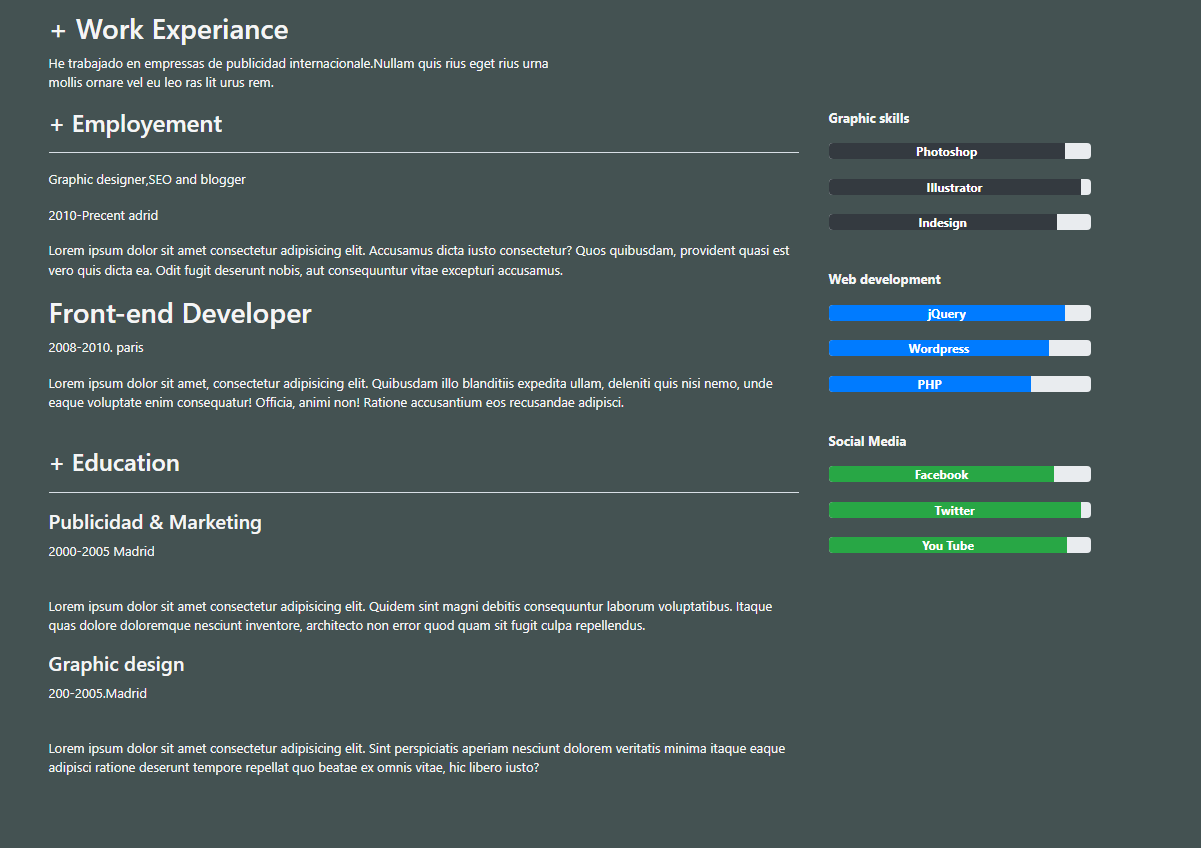 + Work Experiance
He trabajado en empressas de publicidad internacionale.Nullam quis rius eget rius urna
mollis ornare vel eu leo ras lit urus rem.
+ Employement
Graphic designer,SEO and blogger
2010-Precent adrid
Lorem ipsum dolor sit amet consectetur adipisicing elit. Accusamus dicta iusto consectetur? Quos quibusdam, provident quasi est
vero quis dicta ea. Odit fugit deserunt nobis, aut consequuntur vitae excepturi accusamus.
Front-end Developer
2008-2010. paris
Lorem ipsum dolor sit amet, consectetur adipisicing elit. Quibusdam illo blanditiis expedita ullam, deleniti quis nisi nemo, unde
eaque voluptate enim consequatur! Officia, animi non! Ratione accusantium eos recusandae adipisci.
+ Education
Publicidad & Marketing
2000-2005 Madrid
Lorem ipsum dolor sit amet consectetur adipisicing elit. Quidem sint magni debitis consequuntur laborum voluptatibus. Itaque
quas dolore doloremque nesciunt inventore, architecto non error quod quam sit fugit culpa repellendus.
Graphic design
200-2005.Madrid
Lorem ipsum dolor sit amet consectetur adipisicing elit. Sint perspiciatis aperiam nesciunt dolorem veritatis minima itaque eaque
adipisci ratione deserunt tempore repellat quo beatae ex omnis vitae, hic libero iusto?
Graphic skills
Photoshop
Illustrator
Indesign
Web development
jQuery
Wordpress
PHP
Social Media
Facebook
Twitter
You Tube